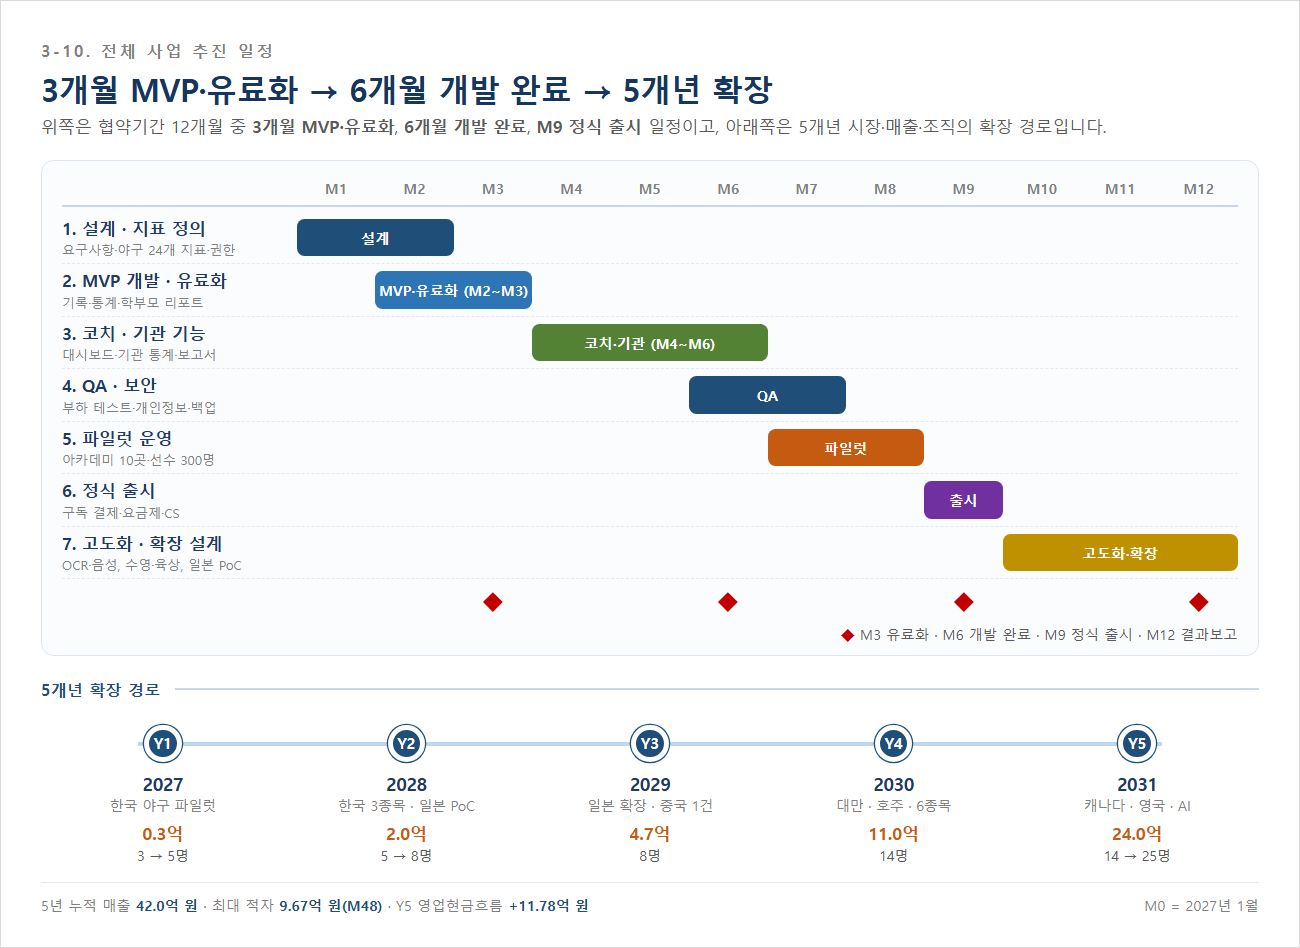 3-10. 전체 사업 추진 일정
3개월 MVP·유료화 → 6개월 개발 완료 → 5개년 확장
위쪽은 협약기간 12개월 중 3개월 MVP·유료화, 6개월 개발 완료, M9 정식 출시 일정이고, 아래쪽은 5개년 시장·매출·조직의 확장 경로입니다.
M1 M2 M3 M4 M5 M6 M7 M8 M9 M10 M11 M12
1. 설계 · 지표 정의
요구사항·야구 24개 지표·권한
설계
2. MVP 개발 · 유료화
기록·통계·학부모 리포트
MVP·유료화 (M2~M3)
3. 코치 · 기관 기능
대시보드·기관 통계·보고서
코치·기관 (M4~M6)
4. QA · 보안
부하 테스트·개인정보·백업
QA
5. 파일럿 운영
아카데미 10곳·선수 300명
파일럿
6. 정식 출시
구독 결제·요금제·CS
출시
7. 고도화 · 확장 설계
OCR·음성, 수영·육상, 일본 PoC
고도화·확장
◆ M3 유료화 · M6 개발 완료 · M9 정식 출시 · M12 결과보고
5개년 확장 경로
Y1 Y2 Y3 Y4 Y5
2027 2028 2029 2030 2031
한국 야구 파일럿 한국 3종목 · 일본 PoC 일본 확장 · 중국 1건 대만 · 호주 · 6종목 캐나다 · 영국 · AI
0.3억 2.0억 4.7억 11.0억 24.0억
3 → 5명 5 → 8명 8명 14명 14 → 25명
5년 누적 매출 42.0억 원 · 최대 적자 9.67억 원(M48) · Y5 영업현금흐름 +11.78억 원
M0 = 2027년 1월